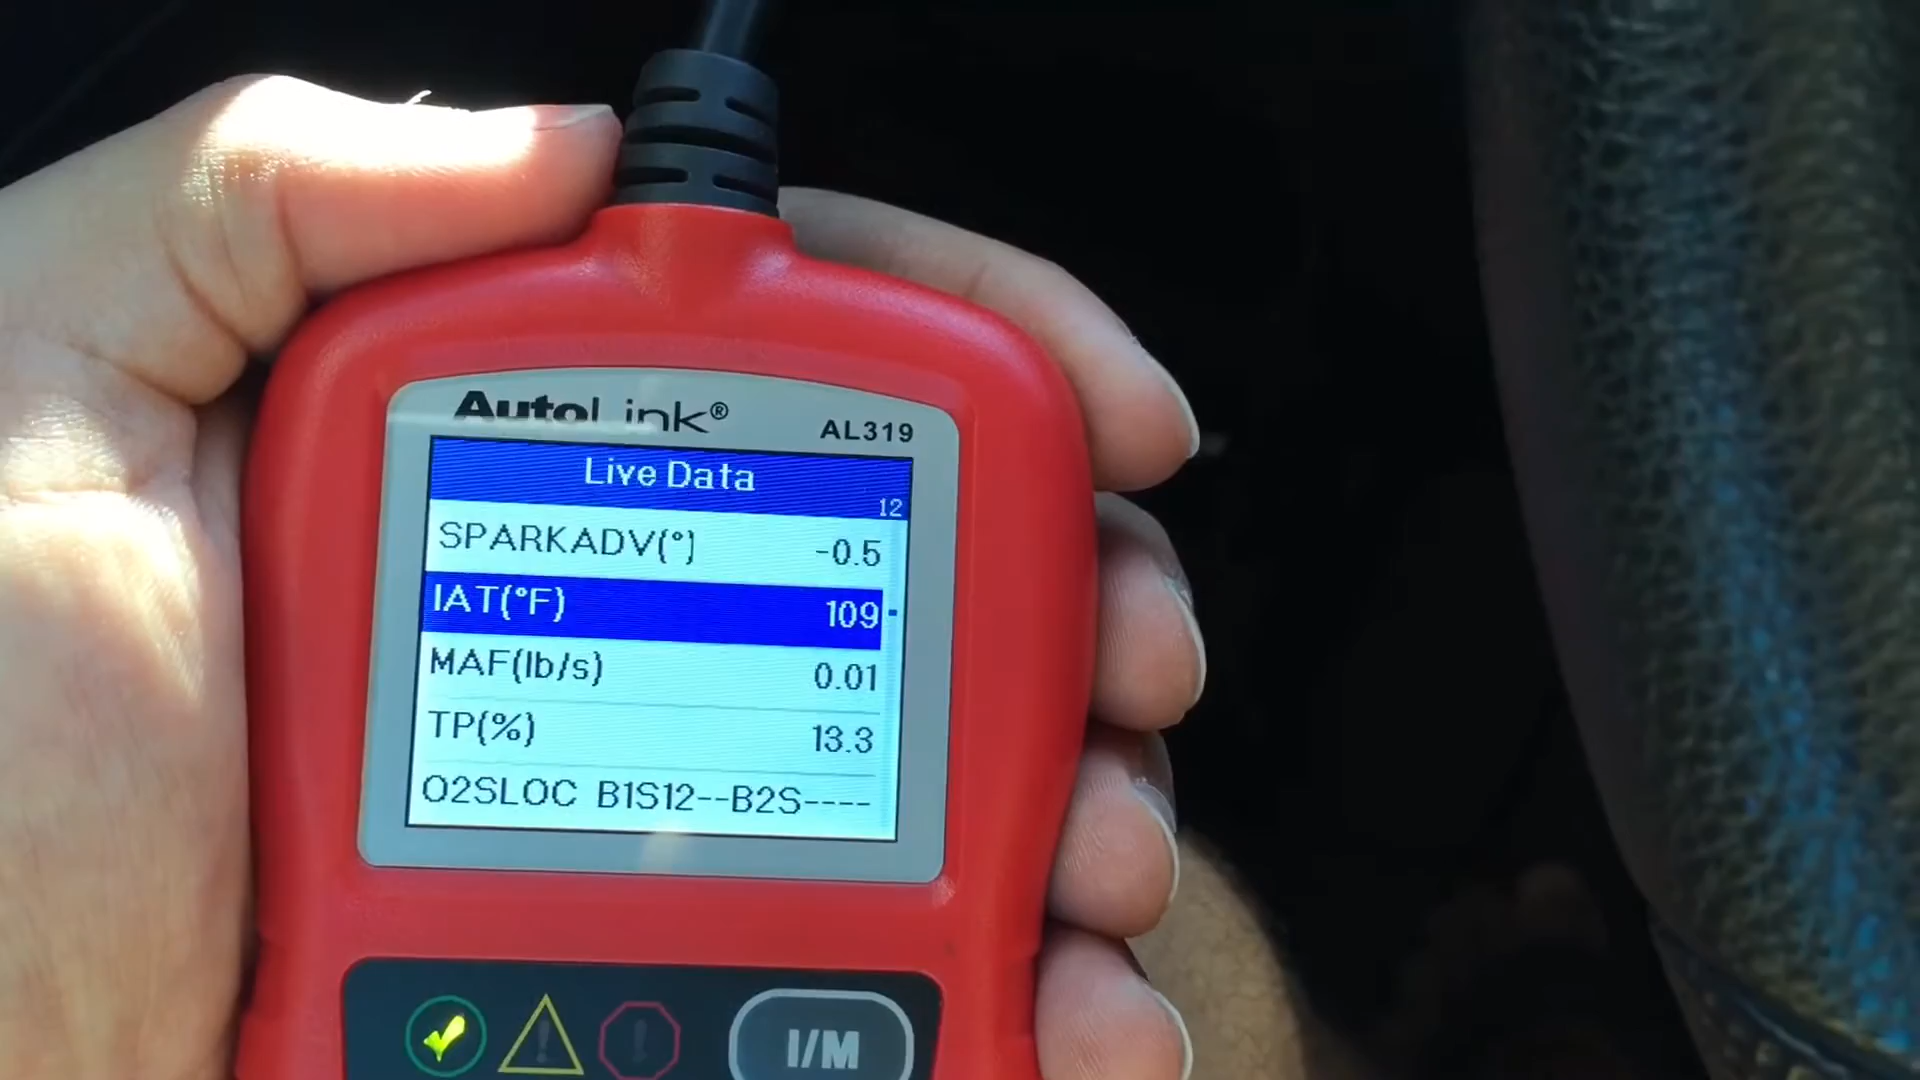 AutoLink®
AL319
Live Data
12
SPARKADV(°) -0.5
IAT(°F) 109
MAF(lb/s) 0.01
TP(%) 13.3
O2SLOC B1S12--B2S----
I/M